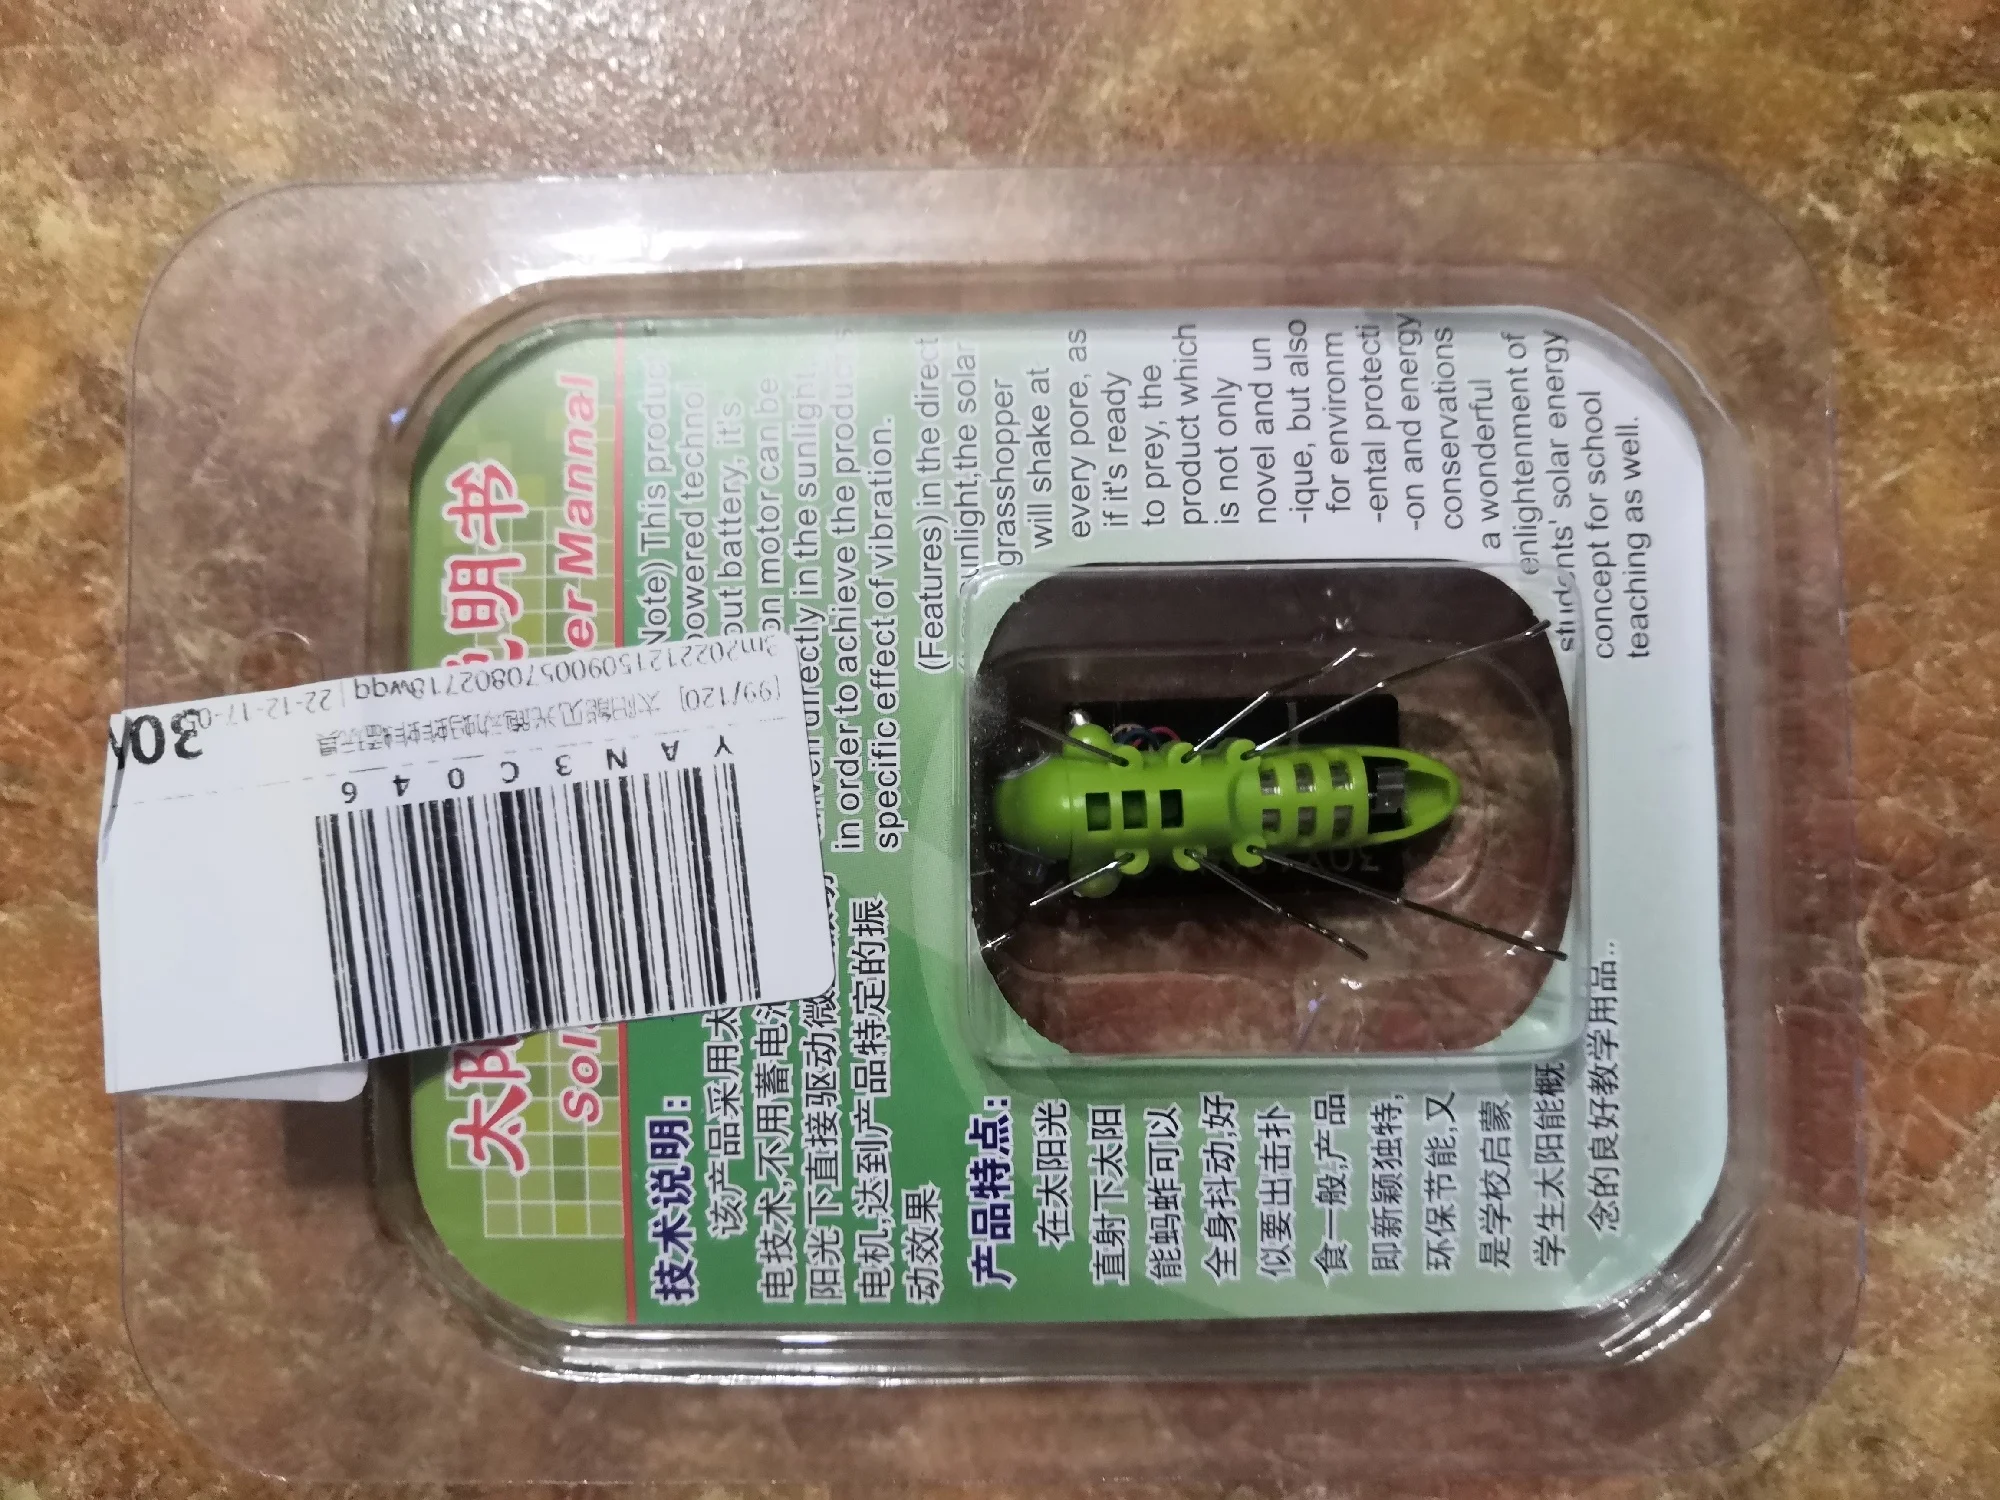 太阳
说明书
Sol
er Mannal
技术说明:
该产品采用太
电技术,不用蓄电池
阳光下直接驱动微
电机,达到产品特定的振
动效果
Note)) This product
powered technol
out battery, it's
on motor can be
directly in the sunlight,
in order to achieve the products
specific effect of vibration.
产品特点:
在太阳光
直射下太阳
能蚂蚱可以
全身抖动,好
似要出击扑
食一般,产品
即新颖独特,
环保节能,又
是学校启蒙
学生太阳能概
念的良好教学用品..
(Features) in the direct
unlight,the solar
grasshopper
will shake at
every pore, as
if it's ready
to prey, the
product which
is not only
novel and un
-ique, but also
for environm
-ental protecti
-on and energy
conservations
a wonderful
enlightenment of
students' solar energy
concept for school
teaching as well.
YAN3C046
[99/120]
22-12-17-05
30